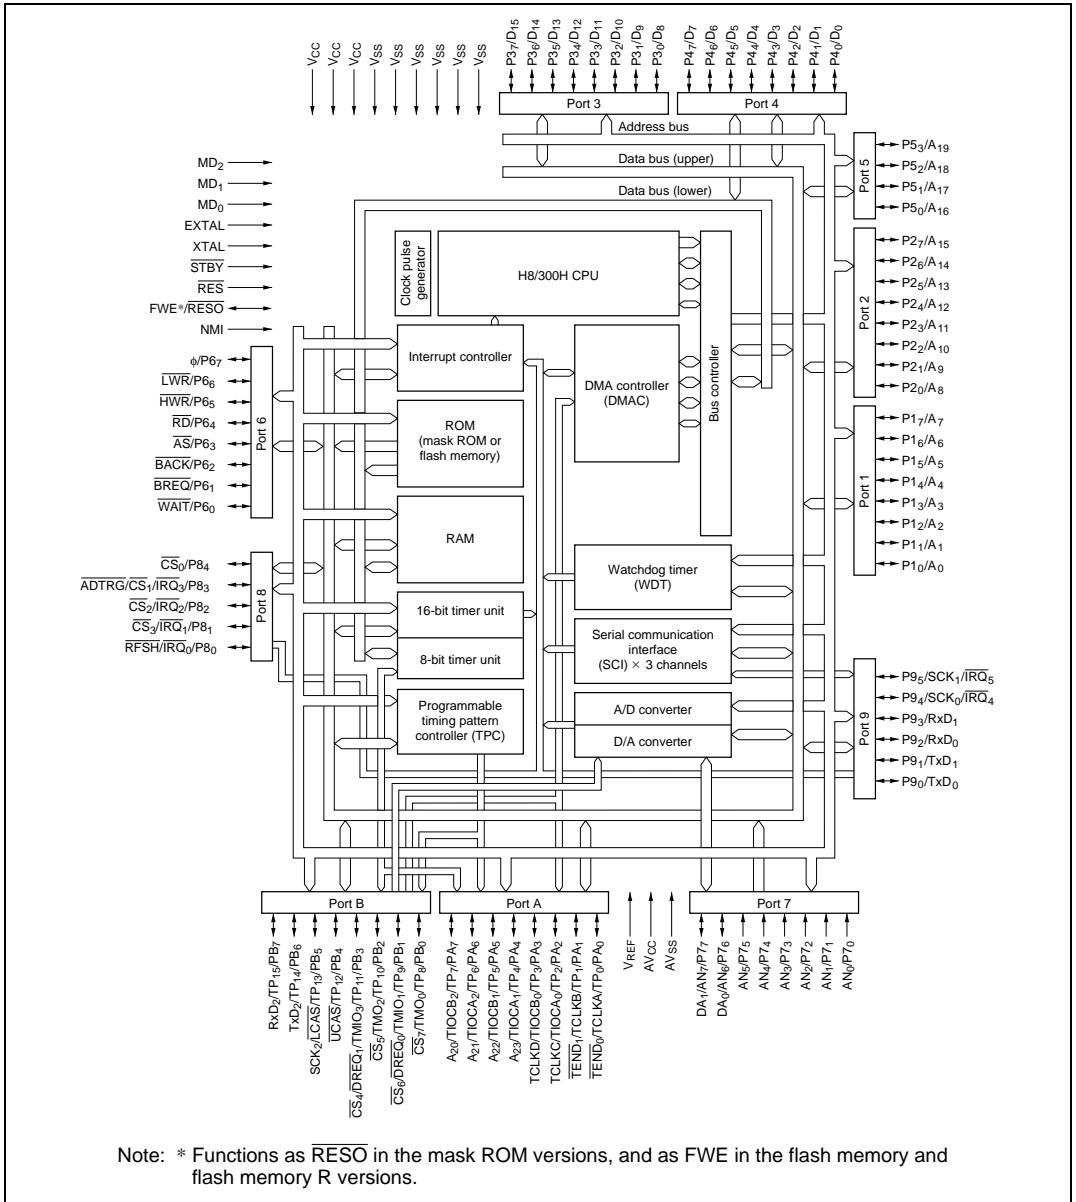 VCC
VCC
VCC
VSS
VSS
VSS
VSS
VSS
VSS
P37/D15
P36/D14
P35/D13
P34/D12
P33/D11
P32/D10
P31/D9
P30/D8
P47/D7
P46/D6
P45/D5
P44/D4
P43/D3
P42/D2
P41/D1
P40/D0
Port 3
Port 4
Address bus
Data bus (upper)
Data bus (lower)
MD2
MD1
MD0
EXTAL
XTAL
STBY
RES
FWE*/RESO
NMI
φ/P67
LWR/P66
HWR/P65
RD/P64
AS/P63
BACK/P62
BREQ/P61
WAIT/P60
Port 6
CS0/P84
ADTRG/CS1/IRQ3/P83
CS2/IRQ2/P82
CS3/IRQ1/P81
RFSH/IRQ0/P80
Port 8
Clock pulse
generator
H8/300H CPU
Interrupt controller
ROM
(mask ROM or
flash memory)
RAM
16-bit timer unit
8-bit timer unit
Programmable
timing pattern
controller (TPC)
DMA controller
(DMAC)
Bus controller
Watchdog timer
(WDT)
Serial communication
interface
(SCI) × 3 channels
A/D converter
D/A converter
Port 5
P53/A19
P52/A18
P51/A17
P50/A16
Port 2
P27/A15
P26/A14
P25/A13
P24/A12
P23/A11
P22/A10
P21/A9
P20/A8
Port 1
P17/A7
P16/A6
P15/A5
P14/A4
P13/A3
P12/A2
P11/A1
P10/A0
Port 9
P95/SCK1/IRQ5
P94/SCK0/IRQ4
P93/RxD1
P92/RxD0
P91/TxD1
P90/TxD0
Port B
Port A
Port 7
RxD2/TP15/PB7
TxD2/TP14/PB6
SCK2/LCAS/TP13/PB5
UCAS/TP12/PB4
CS4/DREQ1/TMIO3/TP11/PB3
CS5/TMO2/TP10/PB2
CS6/DREQ0/TMIO1/TP9/PB1
CS7/TMO0/TP8/PB0
A20/TIOCB2/TP7/PA7
A21/TIOCA2/TP6/PA6
A22/TIOCB1/TP5/PA5
A23/TIOCA1/TP4/PA4
TCLKD/TIOCB0/TP3/PA3
TCLKC/TIOCA0/TP2/PA2
TEND1/TCLKB/TP1/PA1
TEND0/TCLKA/TP0/PA0
VREF
AVCC
AVSS
DA1/AN7/P77
DA0/AN6/P76
AN5/P75
AN4/P74
AN3/P73
AN2/P72
AN1/P71
AN0/P70
Note: * Functions as RESO in the mask ROM versions, and as FWE in the flash memory and
flash memory R versions.